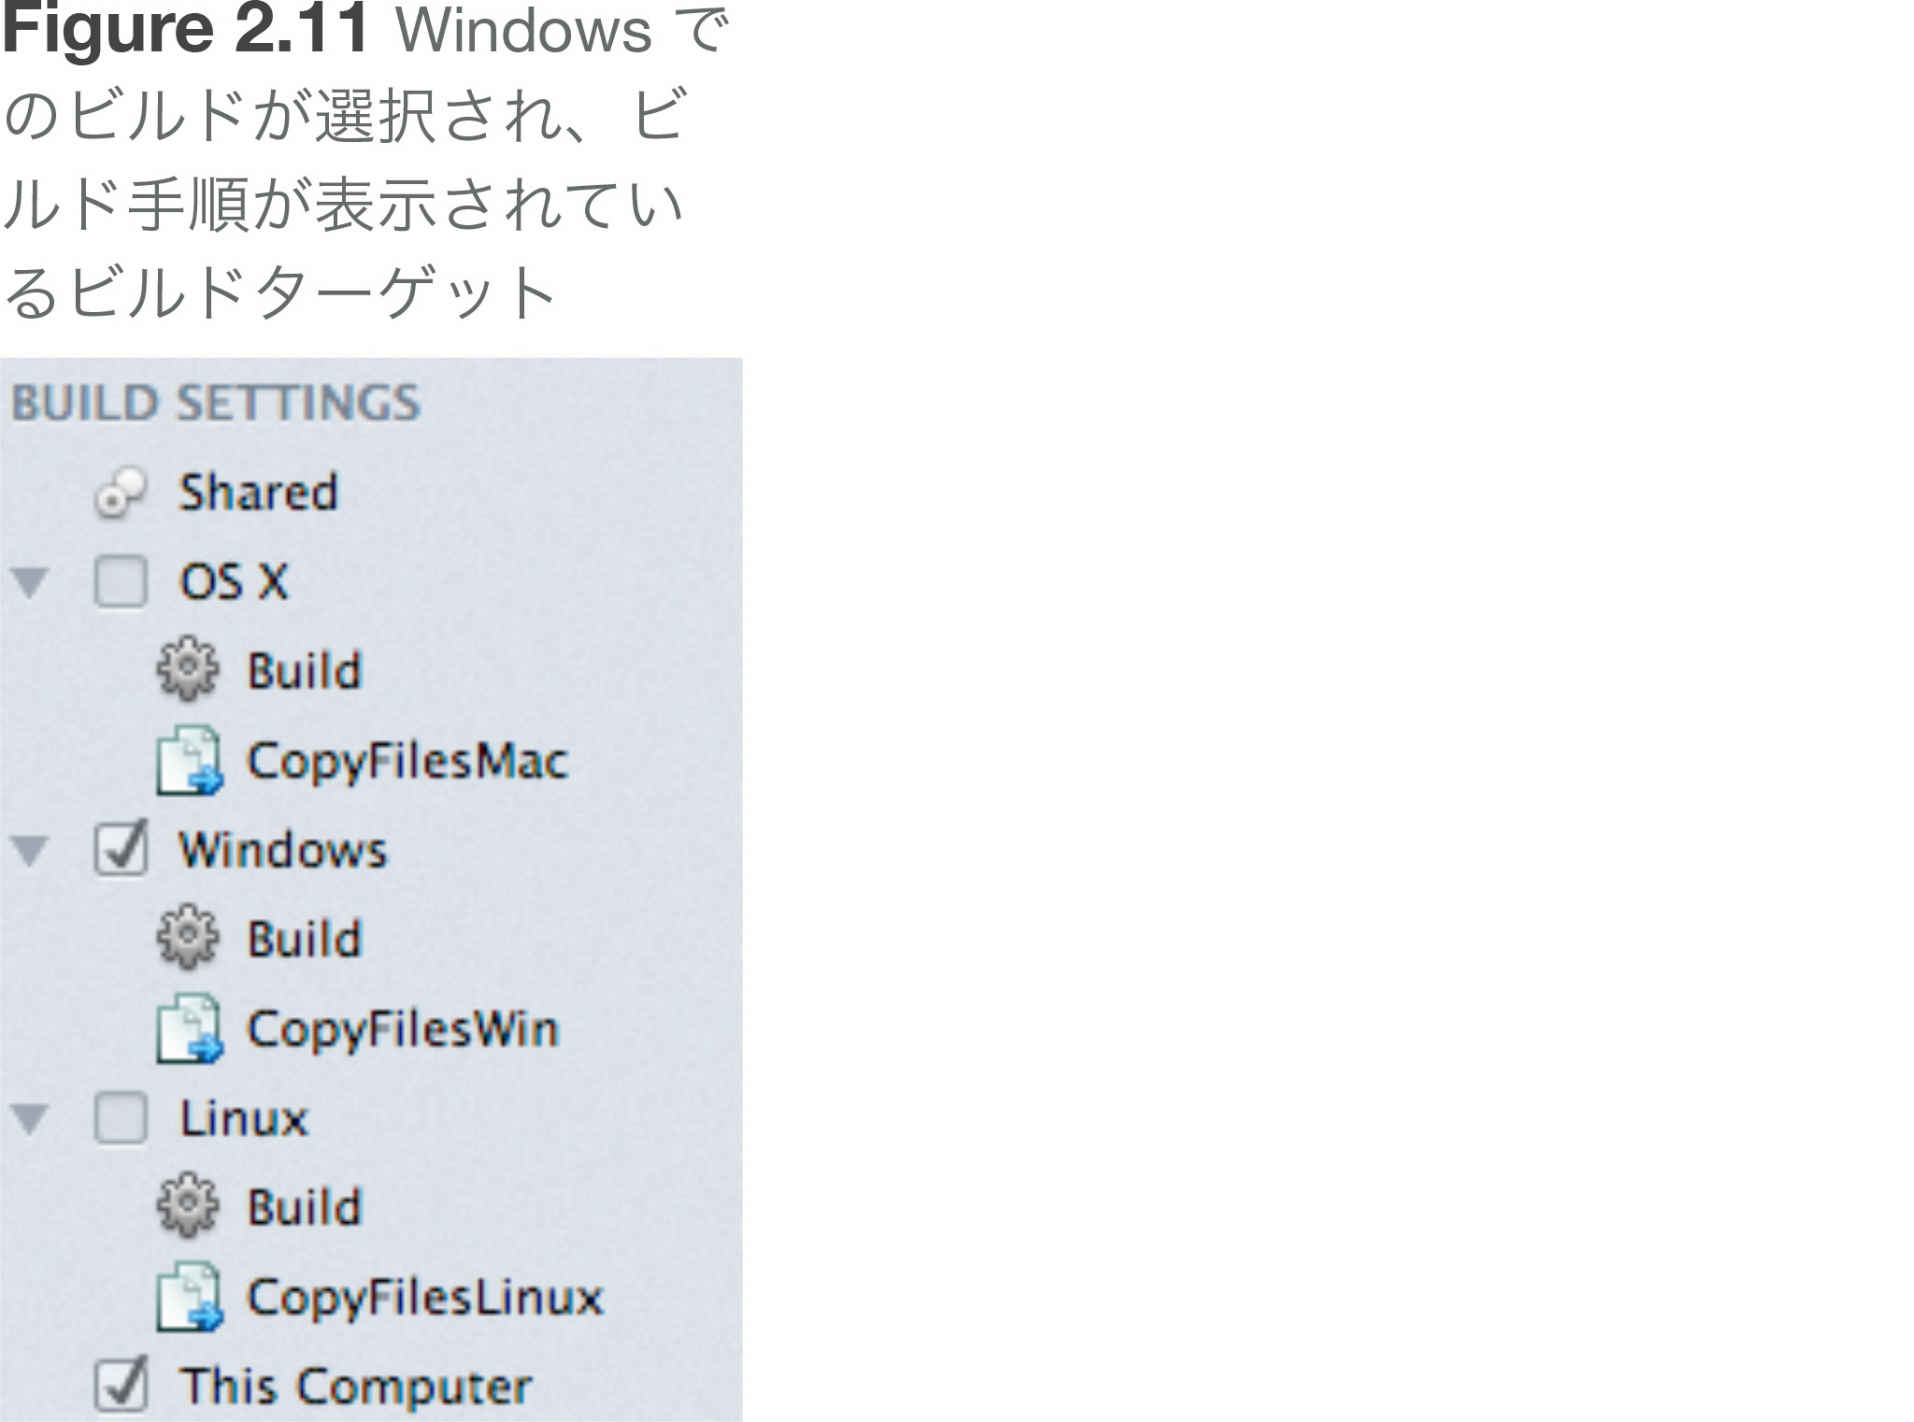 Figure 2.11 Windows で
のビルドが選択され、ビ
ルド手順が表示されてい
るビルドターゲット
BUILD SETTINGS
Shared
OS X
Build
CopyFilesMac
Windows
Build
CopyFilesWin
Linux
Build
CopyFilesLinux
This Computer